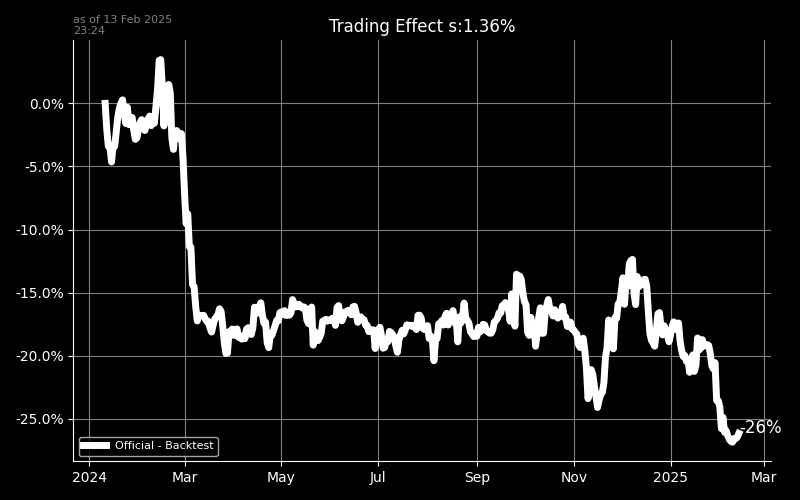 as of 13 Feb 2025
23:24
Trading Effect s:1.36%
0.0%
-5.0%
-10.0%
-15.0%
-20.0%
-25.0%
-26%
Official - Backtest
2024 Mar May Jul Sep Nov 2025 Mar